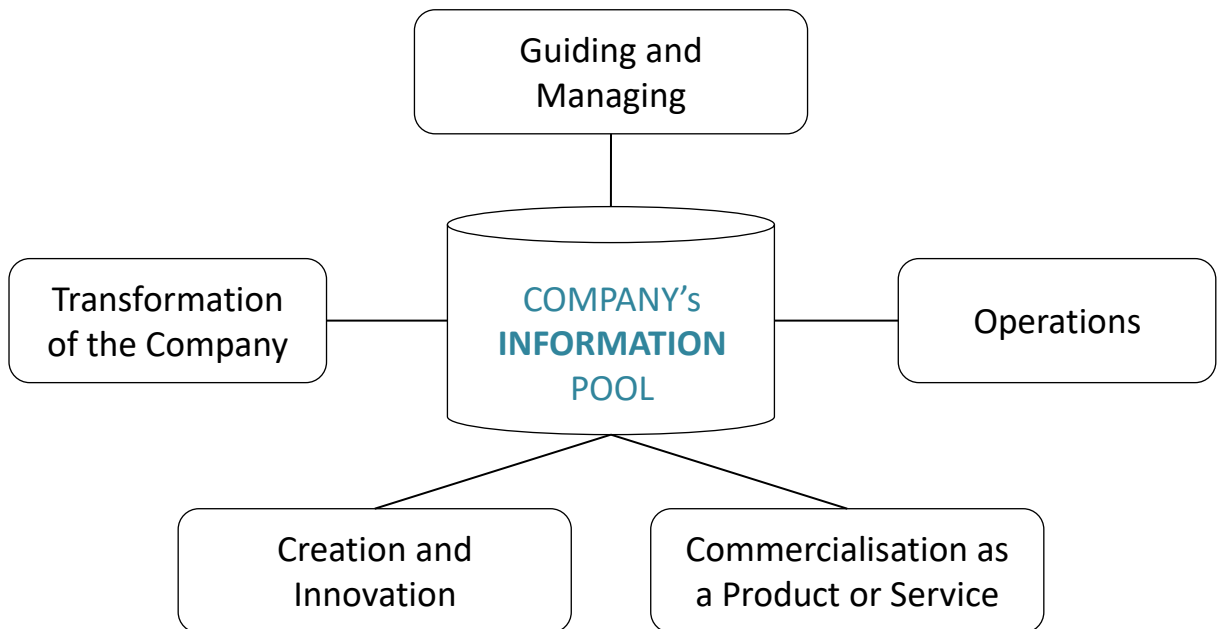 Guiding and
Managing
Transformation
of the Company
COMPANY’s
INFORMATION
POOL
Operations
Creation and
Innovation
Commercialisation as
a Product or Service